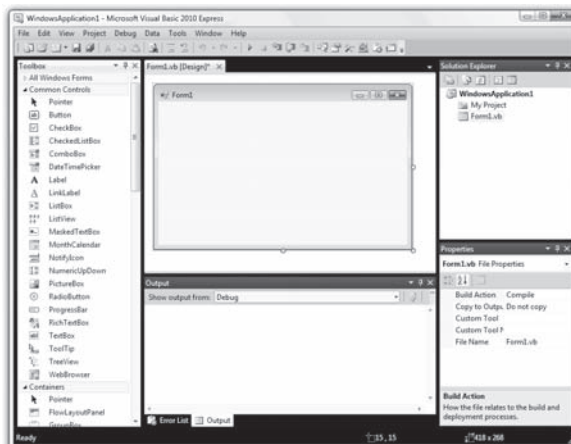 WindowsApplication1 - Microsoft Visual Basic 2010 Express
File Edit View Project Debug Data Tools Window Help
Toolbox
All Windows Forms
Common Controls
Pointer
Button
CheckBox
CheckedListBox
ComboBox
DateTimePicker
Label
LinkLabel
ListBox
ListView
MaskedTextBox
MonthCalendar
NotifyIcon
NumericUpDown
PictureBox
RadioButton
ProgressBar
RichTextBox
TextBox
ToolTip
TreeView
WebBrowser
Containers
Pointer
FlowLayoutPanel
GroupBox
Form1.vb [Design]*
Form1
Output
Show output from: Debug
Error List Output
Solution Explorer
WindowsApplication1
My Project
Form1.vb
Properties
Form1.vb File Properties
Build Action Compile
Copy to Outpu Do not copy
Custom Tool
Custom Tool N
File Name Form1.vb
Build Action
How the file relates to the build and
deployment processes.
Ready 15 , 15 418 x 266